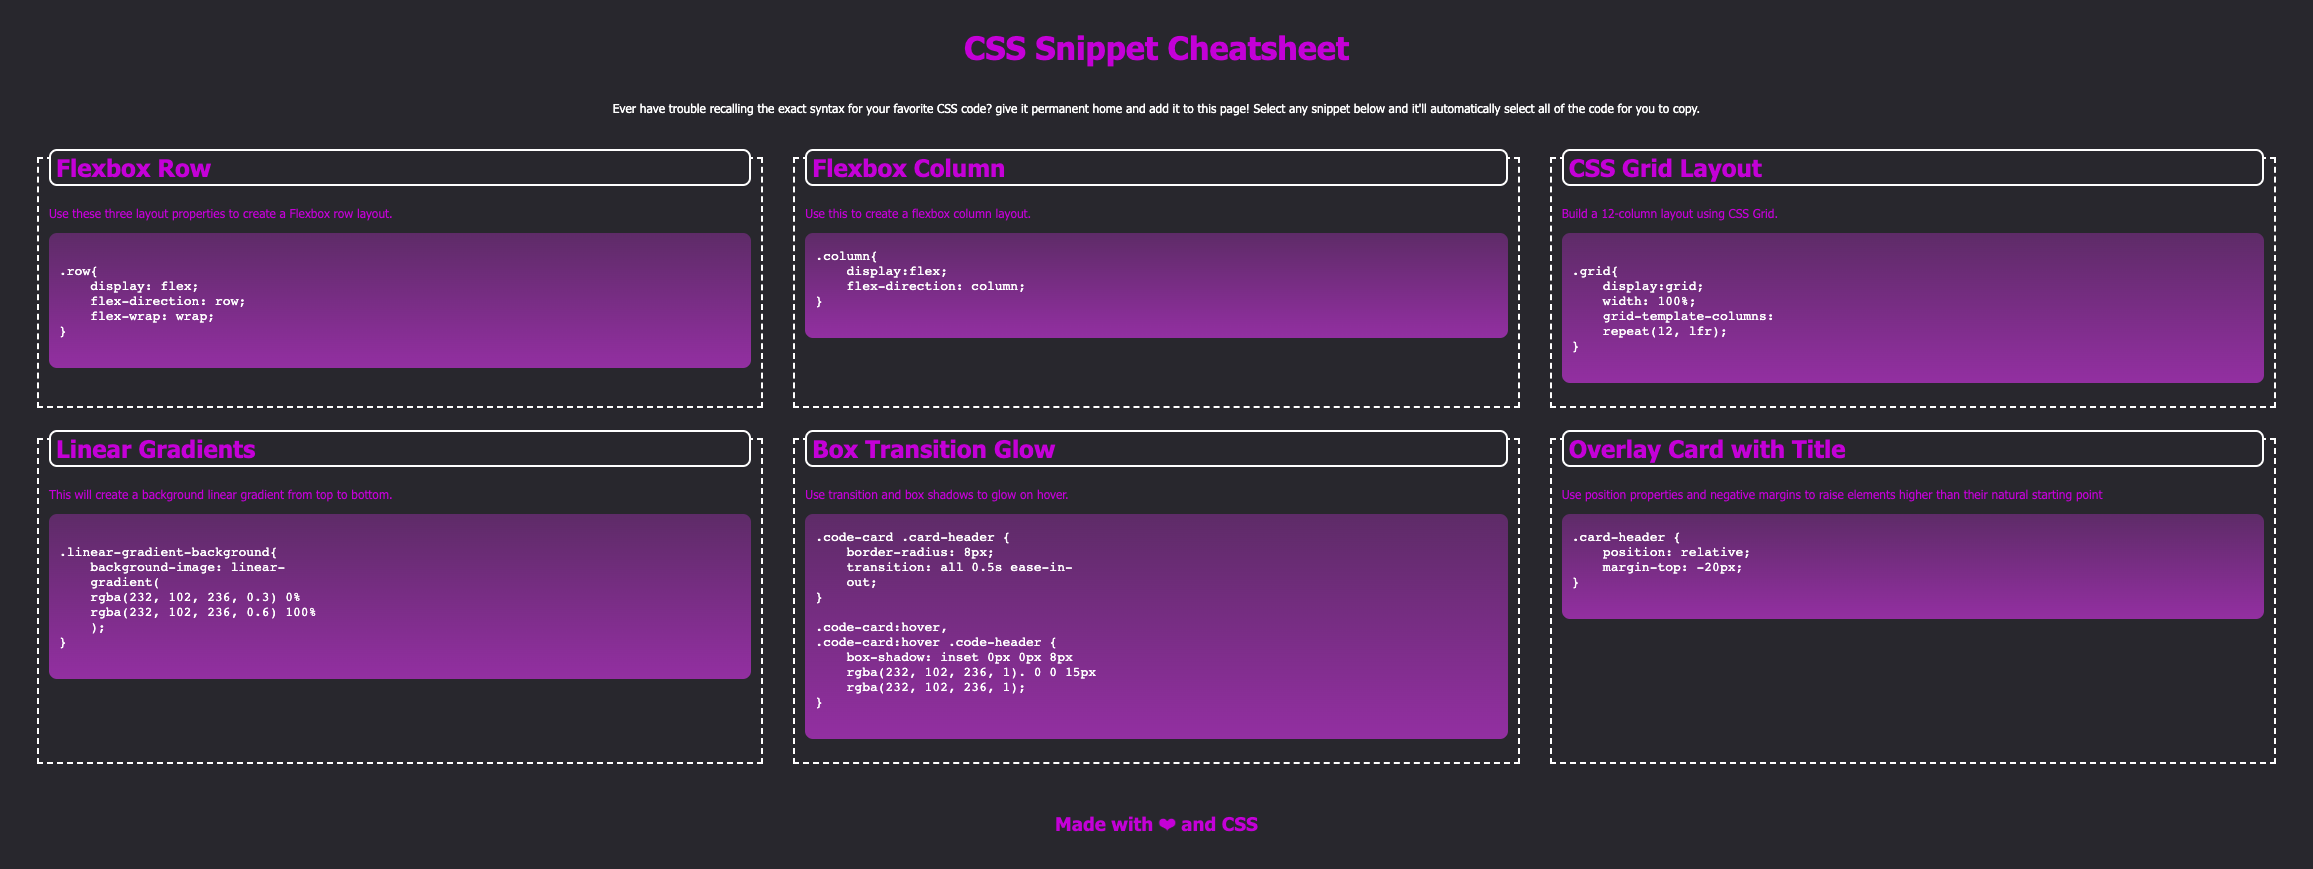 CSS Snippet Cheatsheet
Ever have trouble recalling the exact syntax for your favorite CSS code? give it permanent home and add it to this page! Select any snippet below and it'll automatically select all of the code for you to copy.
Flexbox Row
Use these three layout properties to create a Flexbox row layout.
.row{
    display: flex;
    flex-direction: row;
    flex-wrap: wrap;
}
Flexbox Column
Use this to create a flexbox column layout.
.column{
    display:flex;
    flex-direction: column;
}
CSS Grid Layout
Build a 12-column layout using CSS Grid.
.grid{
    display:grid;
    width: 100%;
    grid-template-columns:
    repeat(12, 1fr);
}
Linear Gradients
This will create a background linear gradient from top to bottom.
.linear-gradient-background{
    background-image: linear-
    gradient(
    rgba(232, 102, 236, 0.3) 0%
    rgba(232, 102, 236, 0.6) 100%
    );
}
Box Transition Glow
Use transition and box shadows to glow on hover.
.code-card .card-header {
    border-radius: 8px;
    transition: all 0.5s ease-in-
    out;
}
.code-card:hover,
.code-card:hover .code-header {
    box-shadow: inset 0px 0px 8px
    rgba(232, 102, 236, 1). 0 0 15px
    rgba(232, 102, 236, 1);
}
Overlay Card with Title
Use position properties and negative margins to raise elements higher than their natural starting point
.card-header {
    position: relative;
    margin-top: -20px;
}
Made with ❤ and CSS